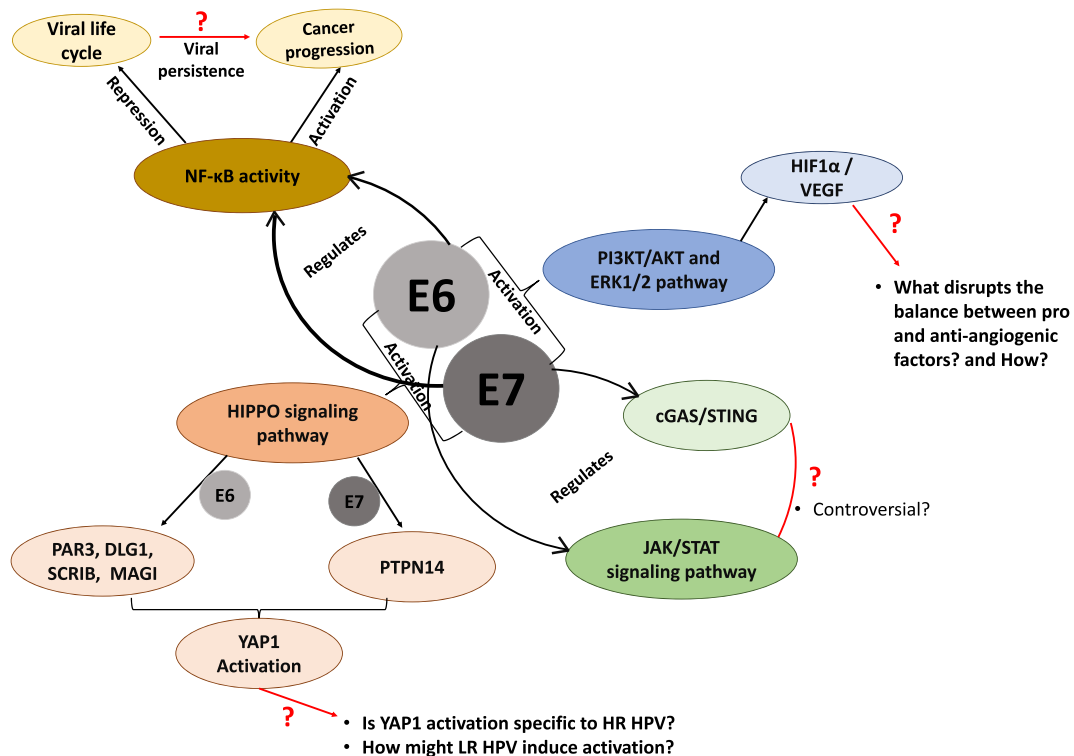 Viral life
cycle
?
Viral
persistence
Cancer
progression
Repression
Activation
NF-κB activity
Regulates
HIF1α /
VEGF
?
PI3KT/AKT and
ERK1/2 pathway
• What disrupts the
balance between pro
and anti-angiogenic
factors? and How?
E6
Activation
E7
Activation
HIPPO signaling
pathway
cGAS/STING
Regulates
?
• Controversial?
E6
E7
PAR3, DLG1,
SCRIB, MAGI
PTPN14
JAK/STAT
signaling pathway
YAP1
Activation
?
• Is YAP1 activation specific to HR HPV?
• How might LR HPV induce activation?